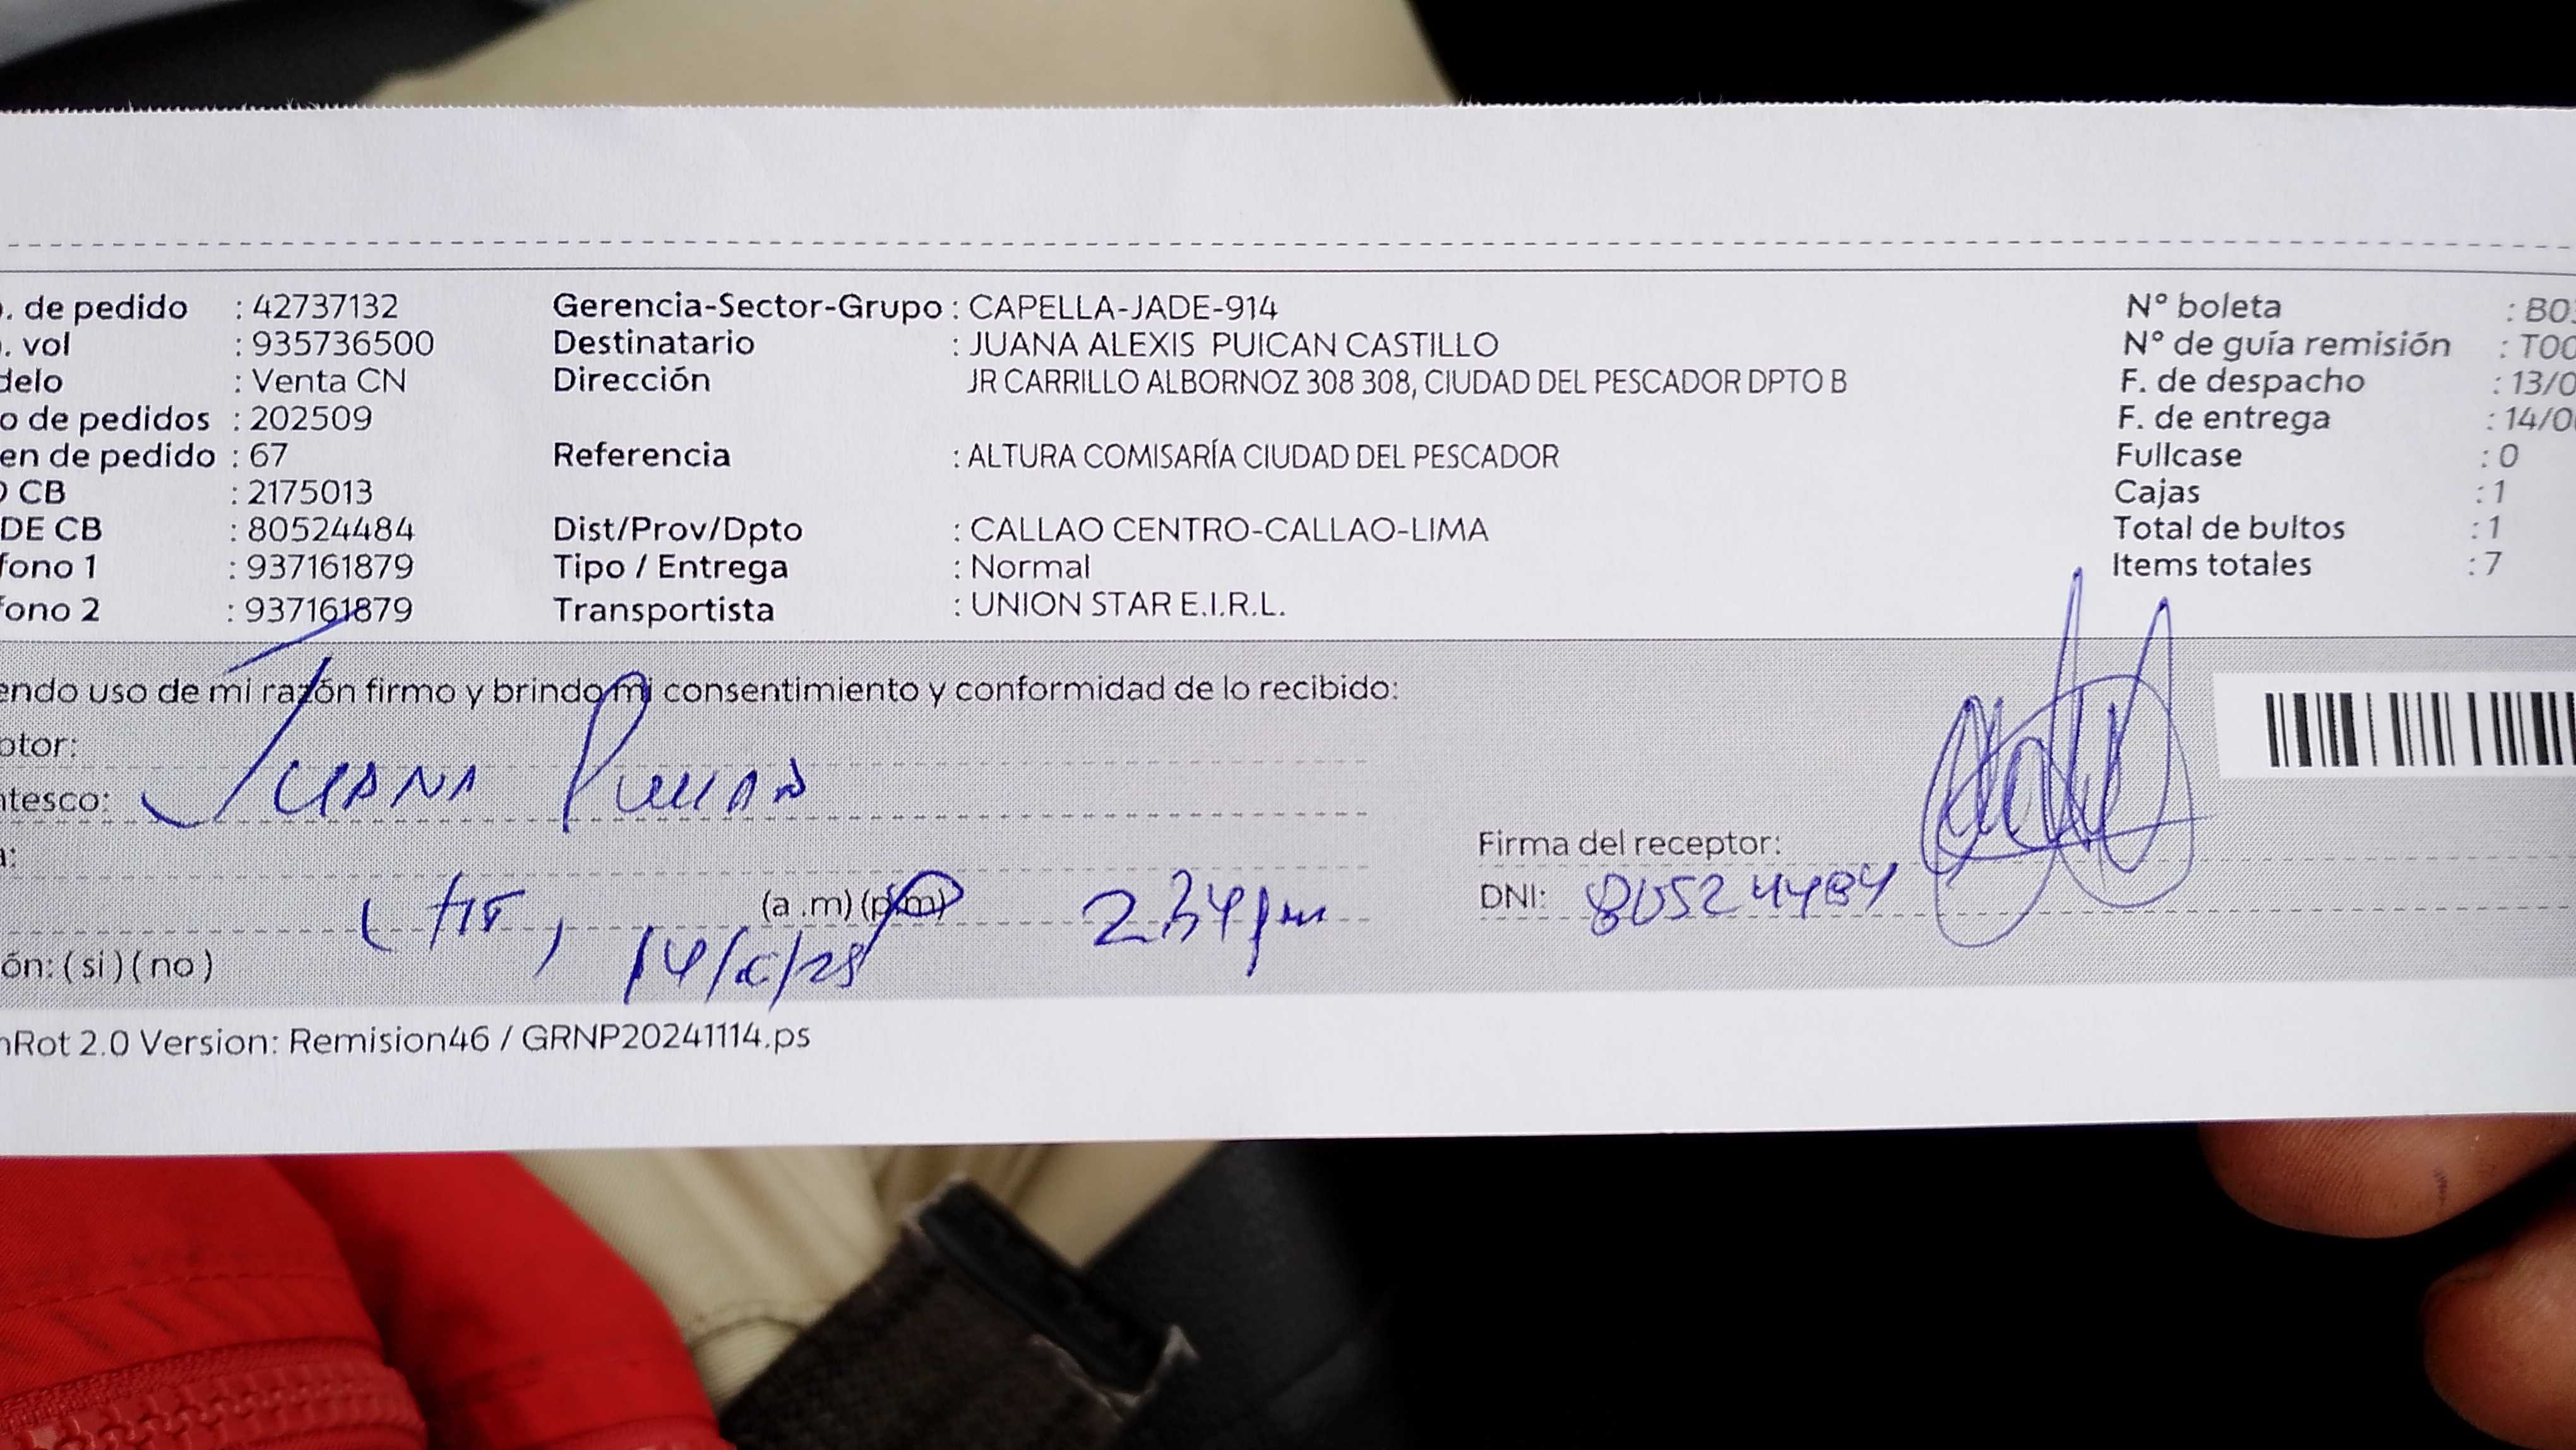 . de pedido : 42737132 Gerencia-Sector-Grupo : CAPELLA-JADE-914 N° boleta : B0
. vol : 935736500 Destinatario : JUANA ALEXIS PUICAN CASTILLO N° de guía remisión : T00
delo : Venta CN Dirección JR CARRILLO ALBORNOZ 308 308, CIUDAD DEL PESCADOR DPTO B F. de despacho : 13/0
o de pedidos : 202509 F. de entrega : 14/0
en de pedido : 67 Referencia : ALTURA COMISARÍA CIUDAD DEL PESCADOR Fullcase : 0
CB : 2175013 Cajas : 1
DE CB : 80524484 Dist/Prov/Dpto : CALLAO CENTRO-CALLAO-LIMA Total de bultos : 1
fono 1 : 937161879 Tipo / Entrega : Normal Items totales : 7
fono 2 : 937161879 Transportista : UNION STAR E.I.R.L.
endo uso de mi razón firmo y brindo mi consentimiento y conformidad de lo recibido:
ptor:
ntesco: JUANA PUICAN
a:
Firma del receptor:
(a .m) (p.m) 2 34 pm DNI: 80524484
ón: ( si ) ( no )
nRot 2.0 Version: Remision46 / GRNP20241114.ps